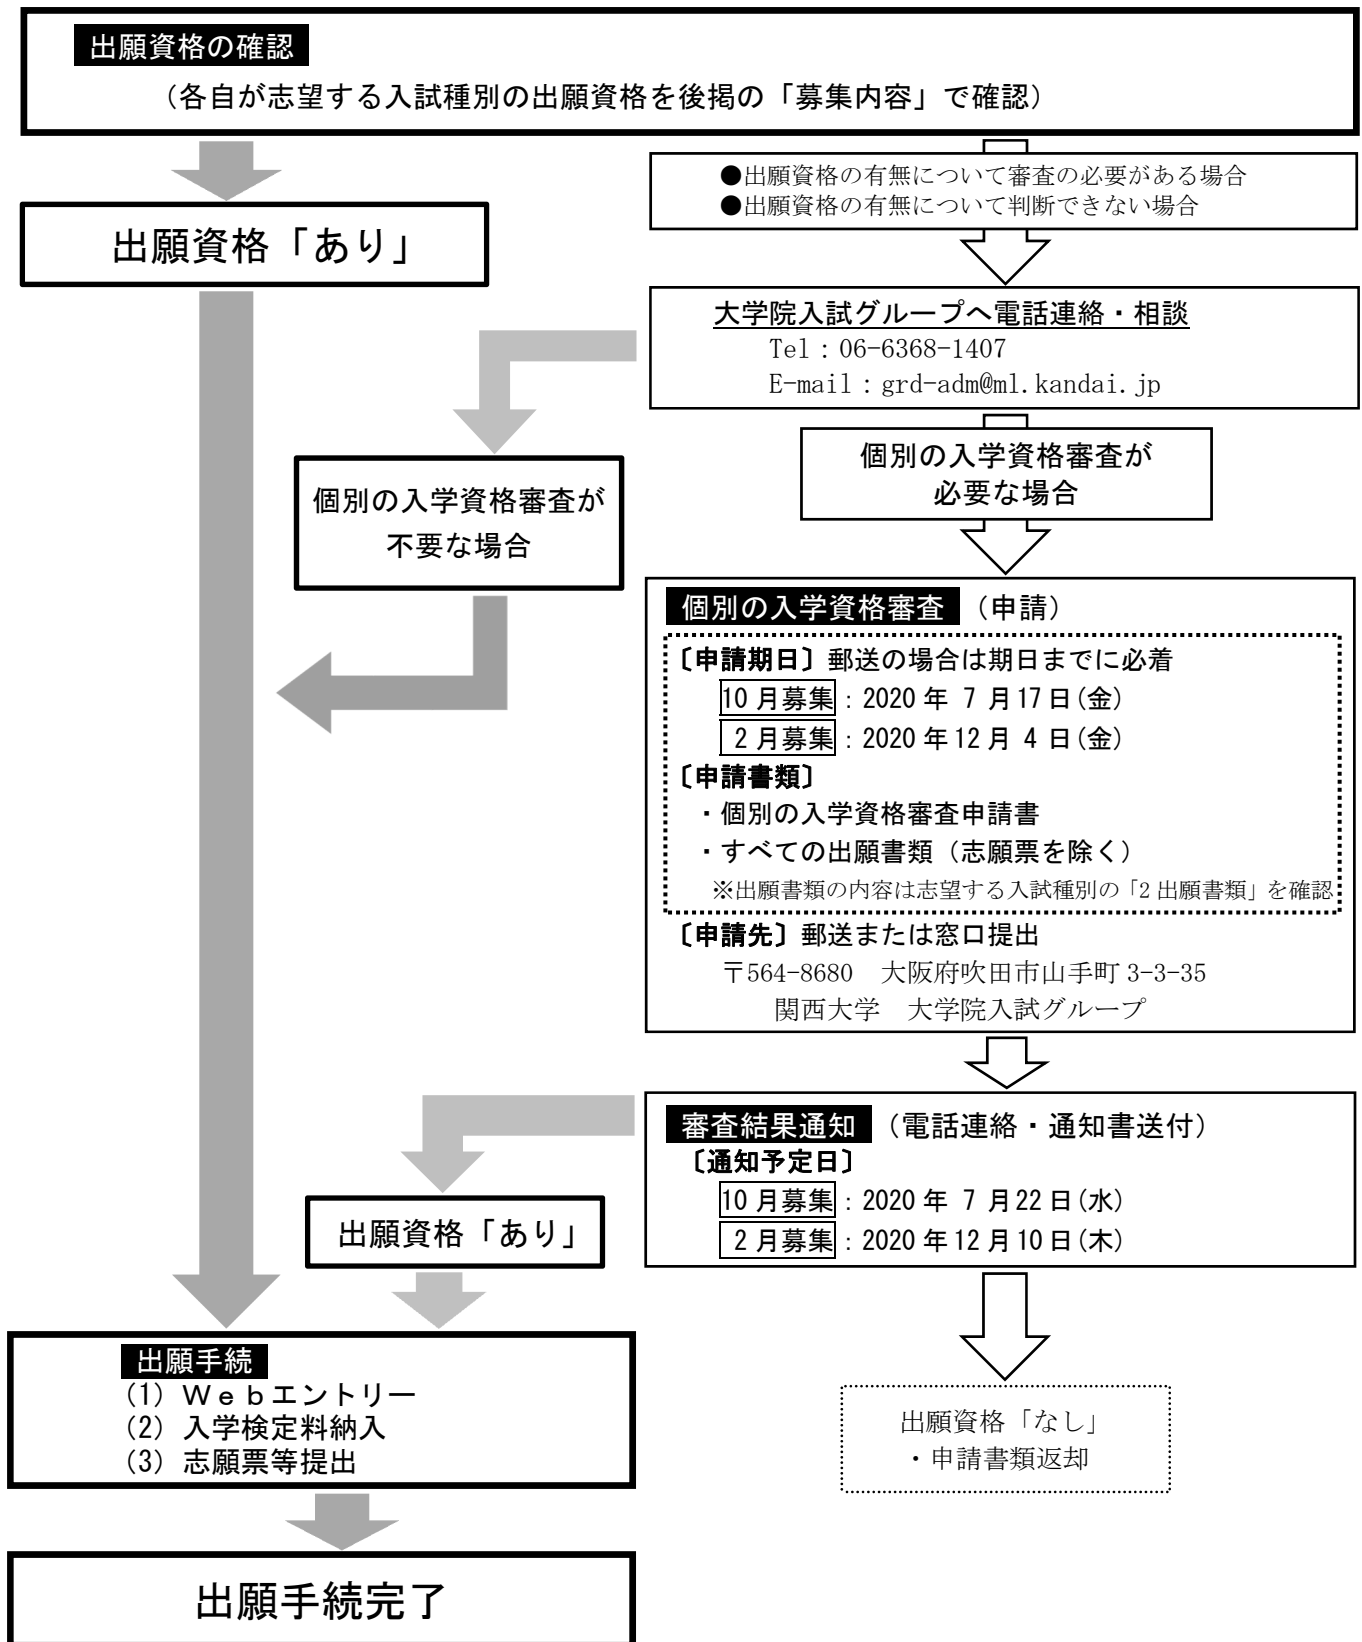 出願資格の確認
（各自が志望する入試種別の出願資格を後掲の「募集内容」で確認）
●出願資格の有無について審査の必要がある場合
●出願資格の有無について判断できない場合
出願資格「あり」
大学院入試グループへ電話連絡・相談
Tel：06-6368-1407
E-mail：grd-adm@ml.kandai.jp
個別の入学資格審査が
必要な場合
個別の入学資格審査が
不要な場合
個別の入学資格審査 （申請）
〔申請期日〕郵送の場合は期日までに必着
10月募集：2020年 7月17日(金)
2月募集：2020年12月 4日(金)
〔申請書類〕
・個別の入学資格審査申請書
・すべての出願書類（志願票を除く）
※出願書類の内容は志望する入試種別の「2出願書類」を確認
〔申請先〕郵送または窓口提出
〒564-8680 大阪府吹田市山手町3-3-35
関西大学 大学院入試グループ
審査結果通知 （電話連絡・通知書送付）
〔通知予定日〕
10月募集：2020年 7月22日(水)
2月募集：2020年12月10日(木)
出願資格「あり」
出願手続
(1) Ｗｅｂエントリー
(2) 入学検定料納入
(3) 志願票等提出
出願資格「なし」
・申請書類返却
出願手続完了